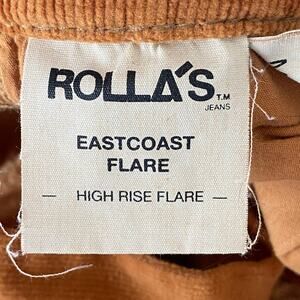 ROLLA'S T.M
JEANS
EASTCOAST
FLARE
— HIGH RISE FLARE —